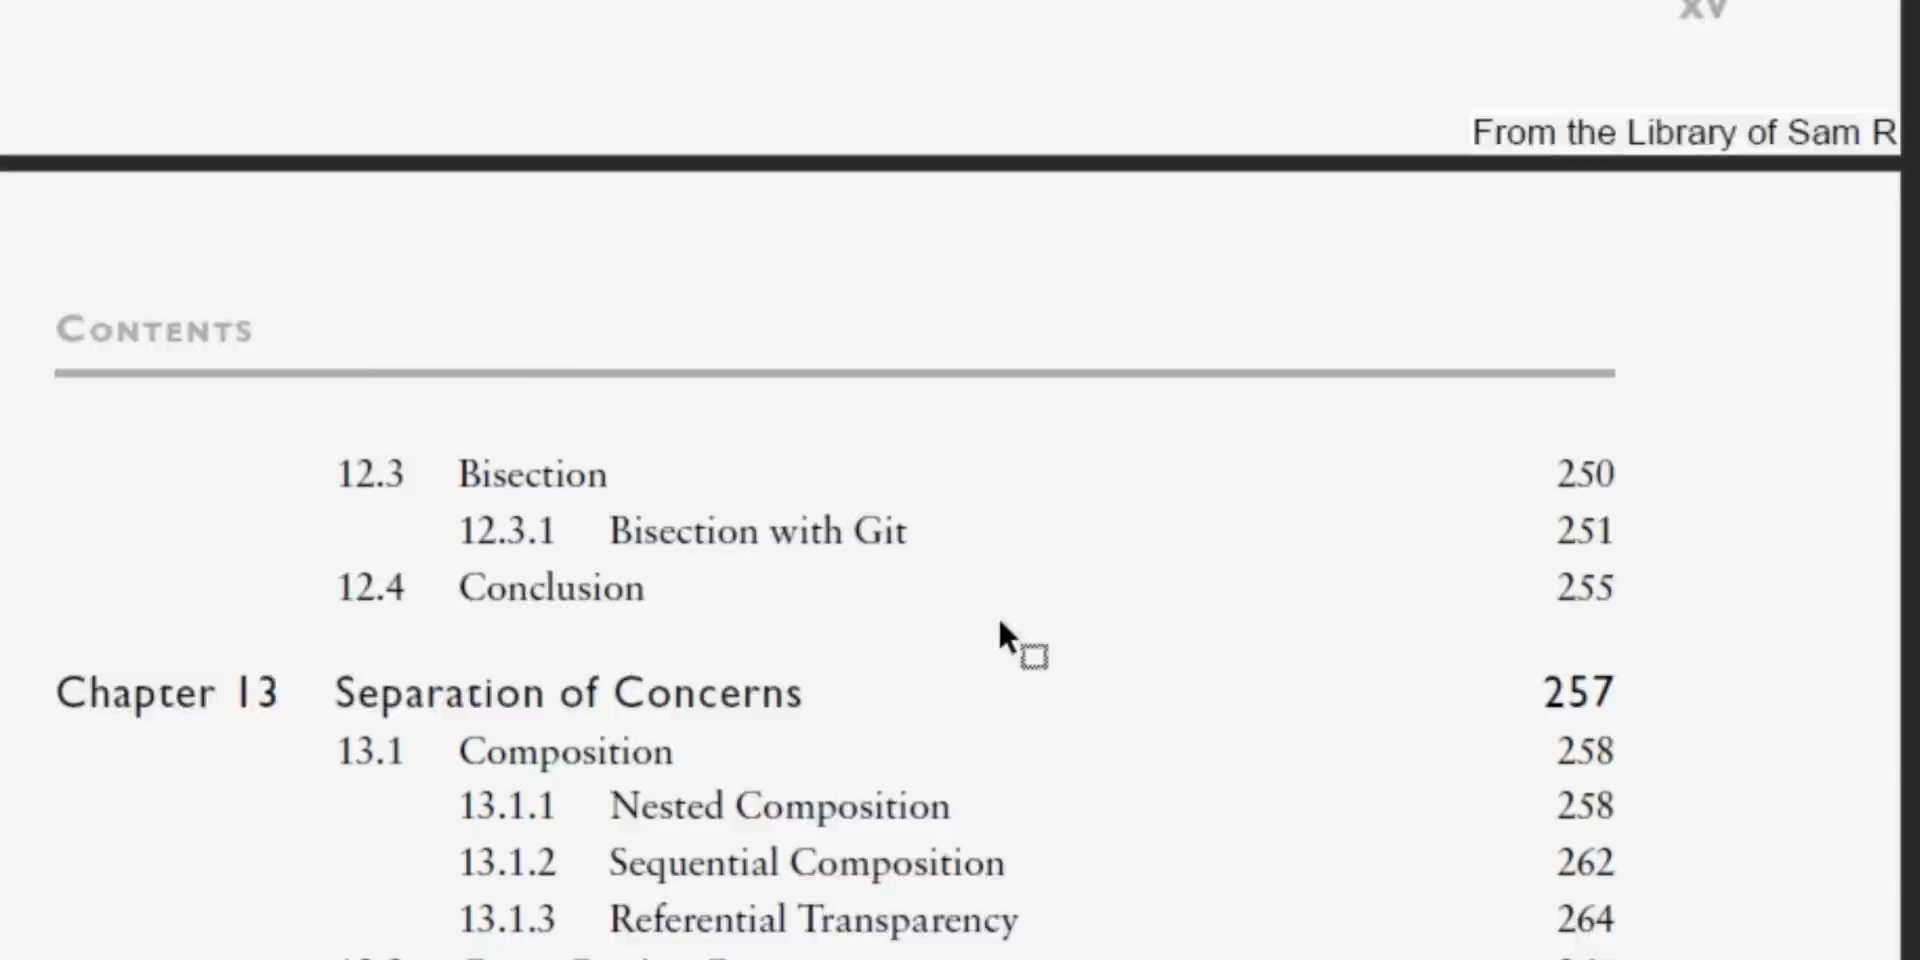 xv
From the Library of Sam R
CONTENTS
12.3 Bisection 250
12.3.1 Bisection with Git 251
12.4 Conclusion 255
Chapter 13 Separation of Concerns 257
13.1 Composition 258
13.1.1 Nested Composition 258
13.1.2 Sequential Composition 262
13.1.3 Referential Transparency 264